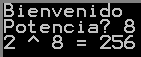 Bienvenido
Potencia? 8
2 ^ 8 = 256